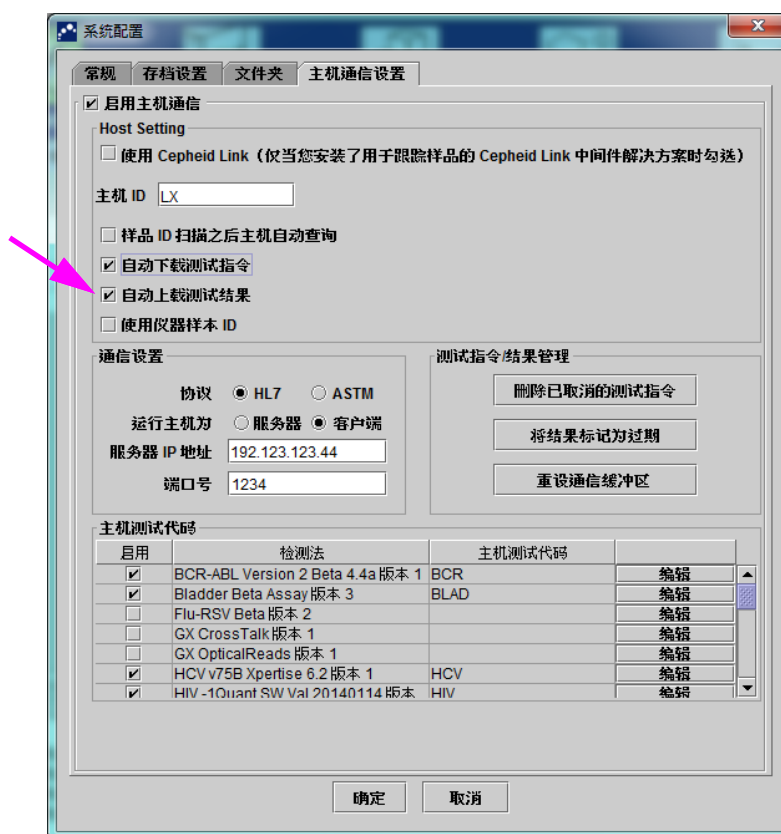 系统配置
常规 存档设置 文件夹 主机通信设置
启用主机通信
Host Setting
使用 Cepheid Link（仅当您安装了用于跟踪样品的 Cepheid Link 中间件解决方案时勾选）
主机 ID LX
样品 ID 扫描之后主机自动查询
自动下载测试指令
自动上载测试结果
使用仪器样本 ID
通信设置
协议 HL7 ASTM
运行主机为 服务器 客户端
服务器 IP 地址 192.123.123.44
端口号 1234
测试指令/结果管理
删除已取消的测试指令
将结果标记为过期
重设通信缓冲区
主机测试代码
启用 检测法 主机测试代码
BCR-ABL Version 2 Beta 4.4a 版本 1 BCR 编辑
Bladder Beta Assay 版本 3 BLAD 编辑
Flu-RSV Beta 版本 2 编辑
GX CrossTalk 版本 1 编辑
GX OpticalReads 版本 1 编辑
HCV v75B Xpertise 6.2 版本 1 HCV 编辑
HIV -1Quant SW Val 20140114 版本 HIV 编辑
确定 取消